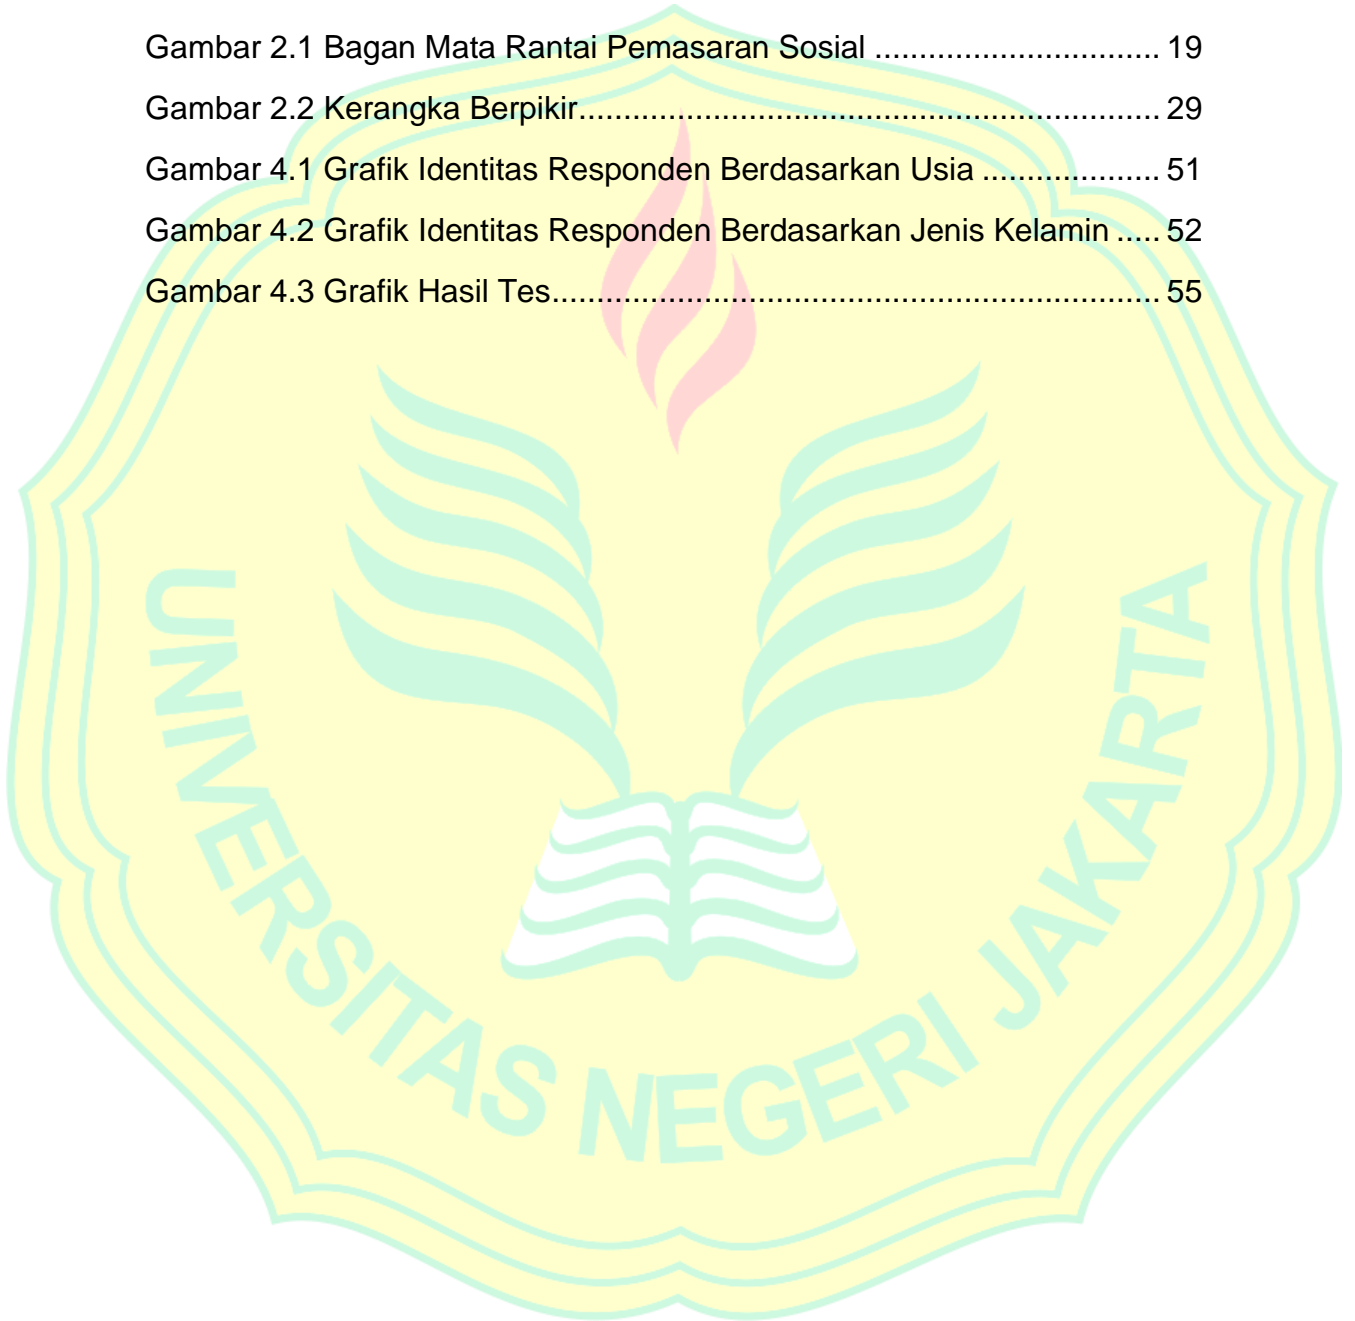 Gambar 2.1 Bagan Mata Rantai Pemasaran Sosial ................................ 19
Gambar 2.2 Kerangka Berpikir.................................................................. 29
Gambar 4.1 Grafik Identitas Responden Berdasarkan Usia .................... 51
Gambar 4.2 Grafik Identitas Responden Berdasarkan Jenis Kelamin ..... 52
Gambar 4.3 Grafik Hasil Tes..................................................................... 55
UNIVERSITAS NEGERI JAKARTA